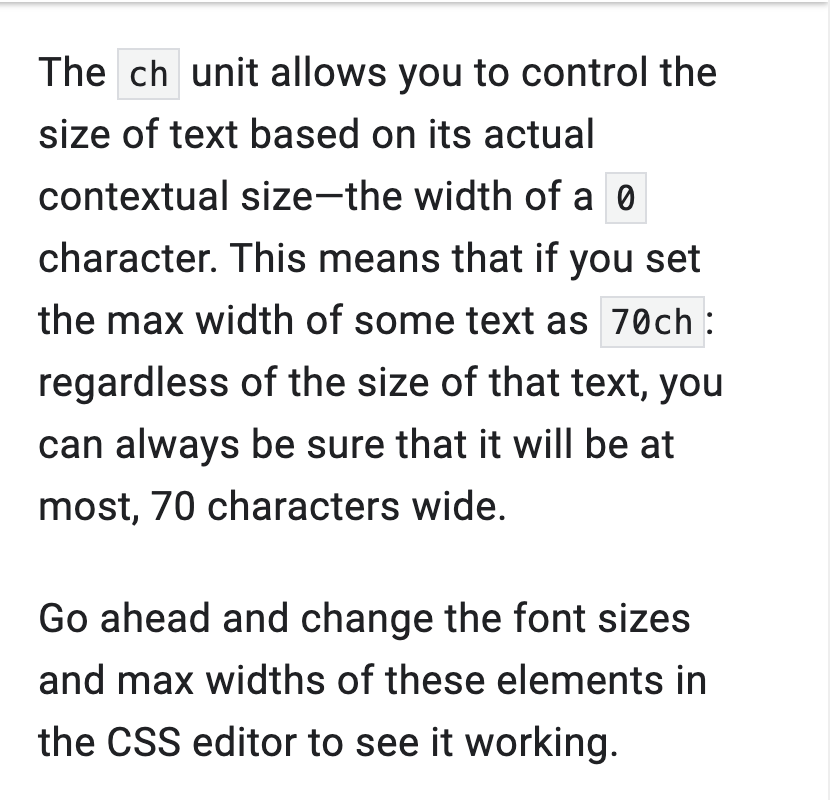 The ch unit allows you to control the
size of text based on its actual
contextual size—the width of a 0
character. This means that if you set
the max width of some text as 70ch:
regardless of the size of that text, you
can always be sure that it will be at
most, 70 characters wide.
Go ahead and change the font sizes
and max widths of these elements in
the CSS editor to see it working.